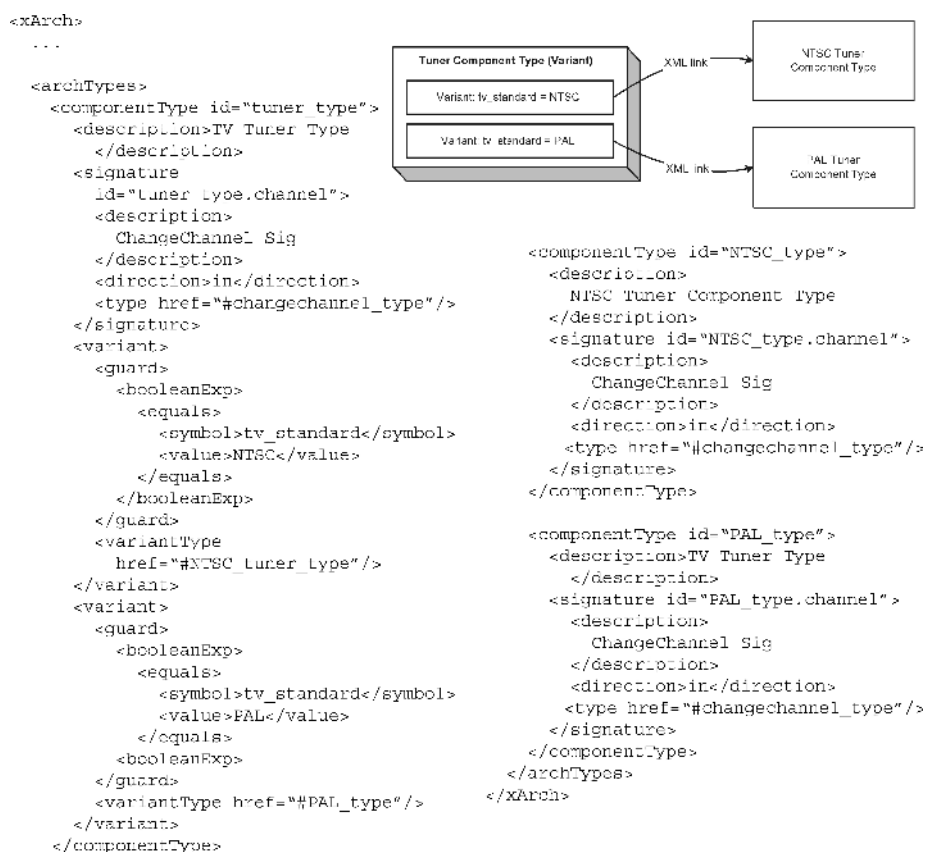 <xArch>
...
<archTypes>
<componentType id="tuner_type">
<description>TV Tuner Type
</description>
<signature
id="tuner_type.channel">
<description>
ChangeChannel Sig
</description>
<direction>in</direction>
<type href="#changechannel_type"/>
</signature>
<variant>
<guard>
<booleanExp>
<equals>
<symbol>tv_standard</symbol>
<value>NTSC</value>
</equals>
</booleanExp>
</guard>
<variantType
href="#NTSC_tuner_type"/>
</variant>
<variant>
<guard>
<booleanExp>
<equals>
<symbol>tv_standard</symbol>
<value>PAL</value>
</equals>
<booleanExp>
</guard>
<variantType href="#PAL_type"/>
</variant>
</componentType>
Tuner Component Type (Variant)
Variant: tv_standard = NTSC
Variant: tv_standard = PAL
XML link
XML link
NTSC Tuner
Component Type
PAL Tuner
Component Type
<componentType id="NTSC_type">
<description>
NTSC Tuner Component Type
</description>
<signature id="NTSC_type.channel">
<description>
ChangeChannel Sig
</description>
<direction>in</direction>
<type href="#changechannel_type"/>
</signature>
</componentType>
<componentType id="PAL_type">
<description>TV Tuner Type
</description>
<signature id="PAL_type.channel">
<description>
ChangeChannel Sig
</description>
<direction>in</direction>
<type href="#changechannel_type"/>
</signature>
</componentType>
</archTypes>
</xArch>